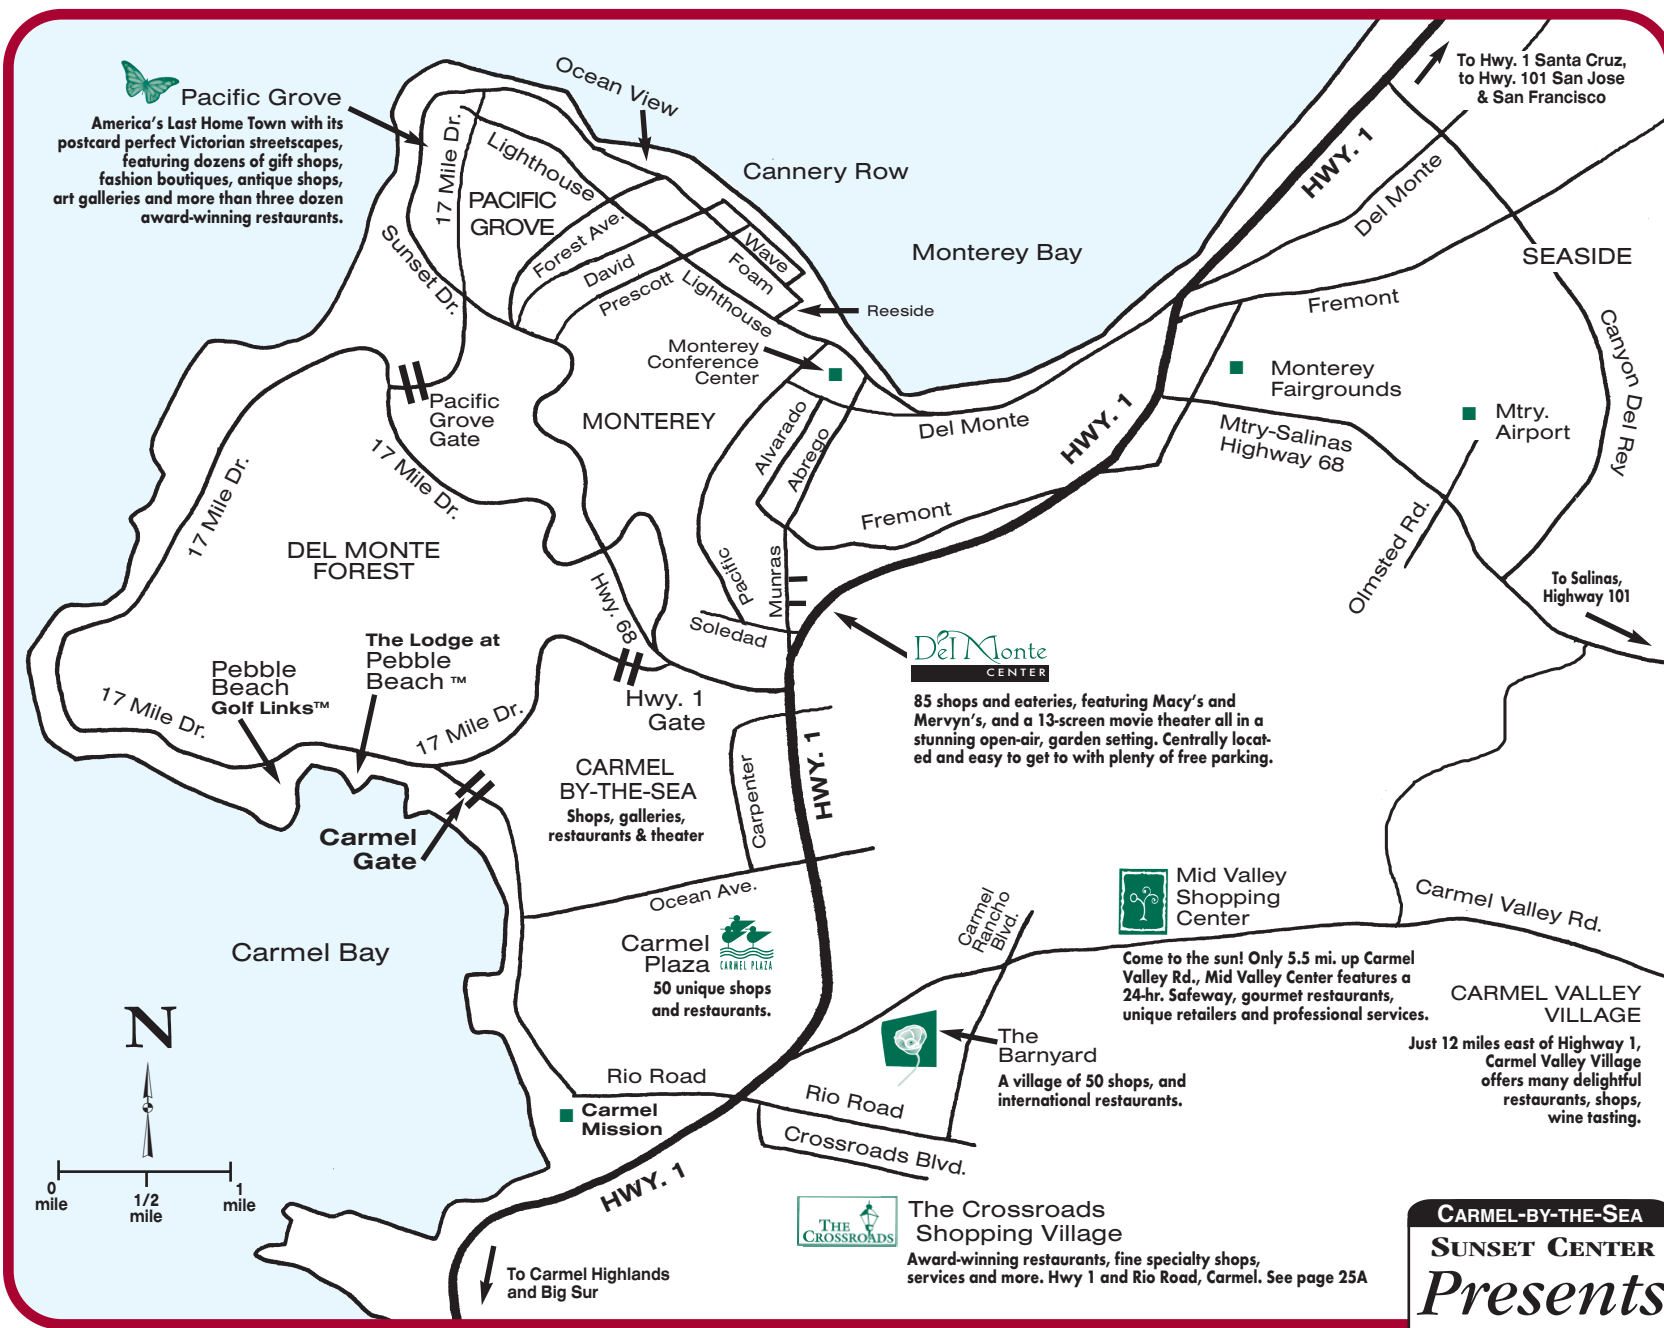 Pacific Grove
America's Last Home Town with its
postcard perfect Victorian streetscapes,
featuring dozens of gift shops,
fashion boutiques, antique shops,
art galleries and more than three dozen
award-winning restaurants.
Ocean View
Cannery Row
Monterey Bay
To Hwy. 1 Santa Cruz,
to Hwy. 101 San Jose
& San Francisco
HWY. 1
Del Monte
SEASIDE
Fremont
Canyon Del Rey
17 Mile Dr.
Lighthouse
PACIFIC
GROVE
Sunset Dr.
Forest Ave.
David
Prescott
Wave
Foam
Lighthouse
Reeside
Monterey
Conference
Center
Monterey
Fairgrounds
Mtry.
Airport
Mtry-Salinas
Highway 68
Olmsted Rd.
To Salinas,
Highway 101
Pacific
Grove
Gate
MONTEREY
Alvarado
Abrego
Del Monte
HWY. 1
Fremont
17 Mile Dr.
17 Mile Dr.
DEL MONTE
FOREST
Hwy. 68
Pacific
Munras
Soledad
Del Monte
CENTER
85 shops and eateries, featuring Macy's and
Mervyn's, and a 13-screen movie theater all in a
stunning open-air, garden setting. Centrally locat-
ed and easy to get to with plenty of free parking.
The Lodge at
Pebble
Beach ™
Pebble
Beach
Golf Links™
17 Mile Dr.
17 Mile Dr.
Hwy. 1
Gate
CARMEL
BY-THE-SEA
Shops, galleries,
restaurants & theater
Carpenter
HWY. 1
Carmel
Gate
Ocean Ave.
Carmel
Plaza
CARMEL PLAZA
50 unique shops
and restaurants.
Carmel Bay
Carmel
Rancho
Blvd.
Mid Valley
Shopping
Center
Come to the sun! Only 5.5 mi. up Carmel
Valley Rd., Mid Valley Center features a
24-hr. Safeway, gourmet restaurants,
unique retailers and professional services.
Carmel Valley Rd.
CARMEL VALLEY
VILLAGE
Just 12 miles east of Highway 1,
Carmel Valley Village
offers many delightful
restaurants, shops,
wine tasting.
The
Barnyard
A village of 50 shops, and
international restaurants.
Rio Road
Rio Road
Crossroads Blvd.
Carmel
Mission
HWY. 1
N
0
mile
1/2
mile
1
mile
To Carmel Highlands
and Big Sur
THE
CROSSROADS
The Crossroads
Shopping Village
Award-winning restaurants, fine specialty shops,
services and more. Hwy 1 and Rio Road, Carmel. See page 25A
CARMEL-BY-THE-SEA
SUNSET CENTER
Presents